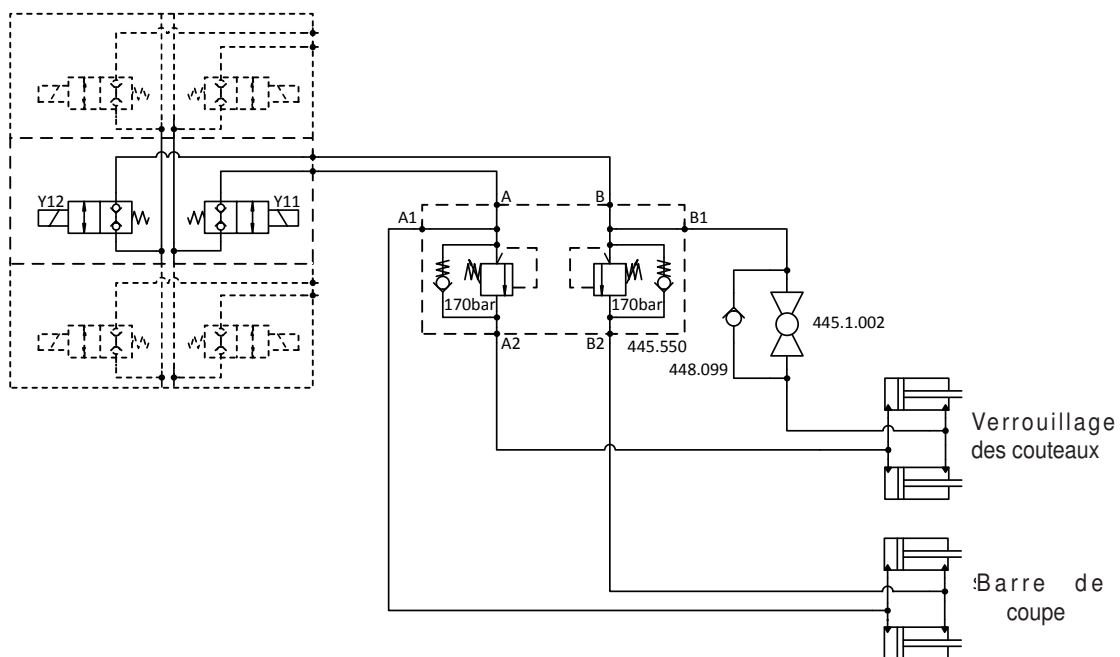 Y12
Y11
A
B
A1
B1
170bar
170bar
A2
B2
445.550
448.099
445.1.002
Verrouillage
des couteaux
Barre de
coupe